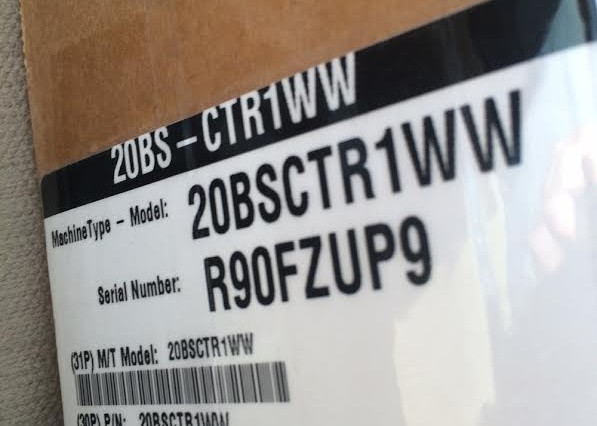 20BS-CTR1WW
MachineType - Model: 20BSCTR1WW
Serial Number: R90FZUP9
(31P) M/T Model: 20BSCTR1WW
(30P) P/N: 20BSCTR1WW